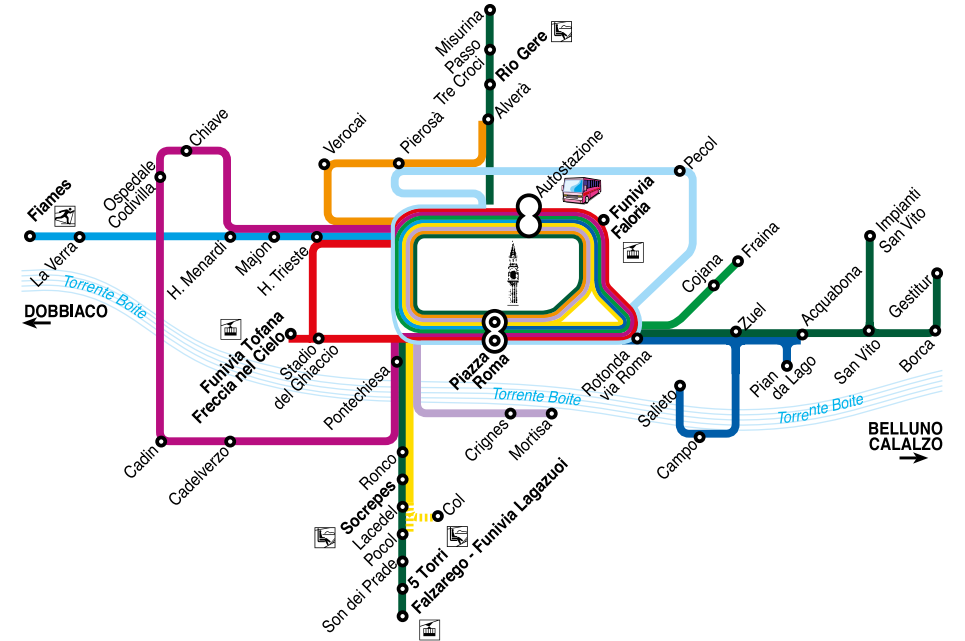 Misurina
Passo
Tre Croci
Rio Gere
Alverà
Chiave
Verocai
Pierosà
Autostazione
Pecol
Ospedale
Codivilla
Fiames
La Verra
H. Menardi
Majon
H. Trieste
Funivia
Faloria
Cojana
Fraina
Impianti
San Vito
Gestitur
Torrente Boite
DOBBIACO
Funivia Tofana
Freccia nel Cielo
Stadio
del Ghiaccio
Pontechiesa
Piazza
Roma
Rotonda
via Roma
Zuel
Acquabona
Pian
da Lago
San Vito
Borca
Torrente Boite
Torrente Boite
Salieto
Campo
Crignes
Mortisa
BELLUNO
CALALZO
Cadin
Cadelverzo
Ronco
Socrepes
Lacedel
Col
Pocol
Son dei Prade
5 Torri
Falzarego - Funivia Lagazuoi